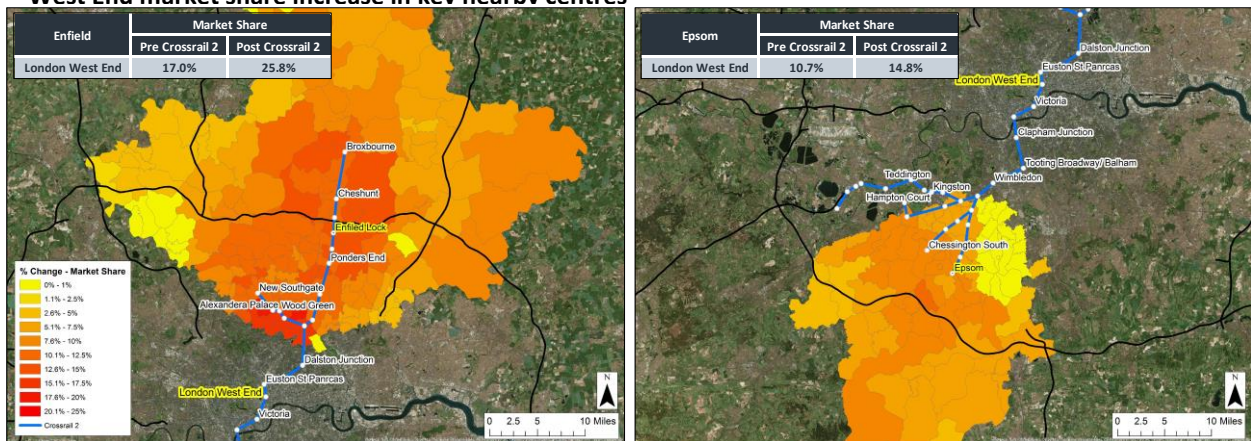 West End market share increase in key nearby centres
Enfield
Market Share
Pre Crossrail 2
Post Crossrail 2
London West End
17.0%
25.8%
Broxbourne
Cheshunt
Enfiled Lock
Ponders End
New Southgate
Alexandera Palace
Wood Green
Dalston Junction
Euston St Panrcas
London West End
Victoria
% Change - Market Share
0% - 1%
1.1% - 2.5%
2.6% - 5%
5.1% - 7.5%
7.6% - 10%
10.1% - 12.5%
12.6% - 15%
15.1% - 17.5%
17.6% - 20%
20.1% - 25%
Crossrail 2
N
0 2.5 5 10 Miles
Epsom
Market Share
Pre Crossrail 2
Post Crossrail 2
London West End
10.7%
14.8%
Dalston Junction
Euston St Panrcas
London West End
Victoria
Clapham Junction
Tooting Broadway/ Balham
Wimbledon
Teddington
Kingston
Hampton Court
Chessington South
Epsom
N
0 2.5 5 10 Miles